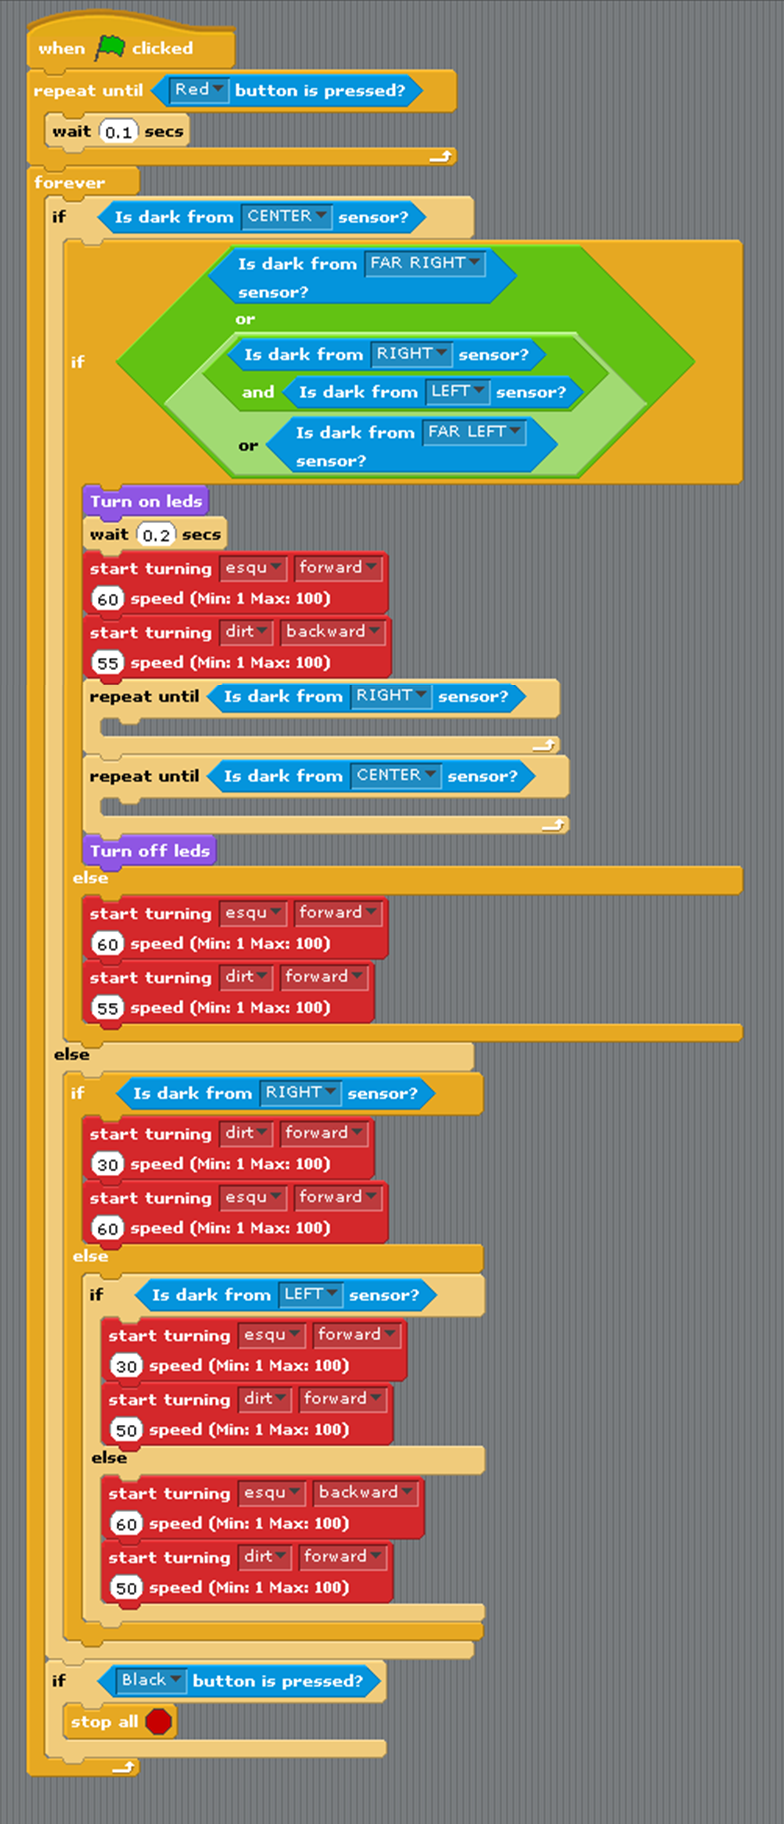 when clicked
repeat until Red button is pressed?
wait 0.1 secs
forever
if Is dark from CENTER sensor?
Is dark from FAR RIGHT
sensor?
or
Is dark from RIGHT sensor?
if
and Is dark from LEFT sensor?
Is dark from FAR LEFT
or
sensor?
Turn on leds
wait 0.2 secs
start turning esqu forward
60 speed (Min: 1 Max: 100)
start turning dirt backward
55 speed (Min: 1 Max: 100)
repeat until Is dark from RIGHT sensor?
repeat until Is dark from CENTER sensor?
Turn off leds
else
start turning esqu forward
60 speed (Min: 1 Max: 100)
start turning dirt forward
55 speed (Min: 1 Max: 100)
else
if Is dark from RIGHT sensor?
start turning dirt forward
30 speed (Min: 1 Max: 100)
start turning esqu forward
60 speed (Min: 1 Max: 100)
else
if Is dark from LEFT sensor?
start turning esqu forward
30 speed (Min: 1 Max: 100)
start turning dirt forward
50 speed (Min: 1 Max: 100)
else
start turning esqu backward
60 speed (Min: 1 Max: 100)
start turning dirt forward
50 speed (Min: 1 Max: 100)
if Black button is pressed?
stop all